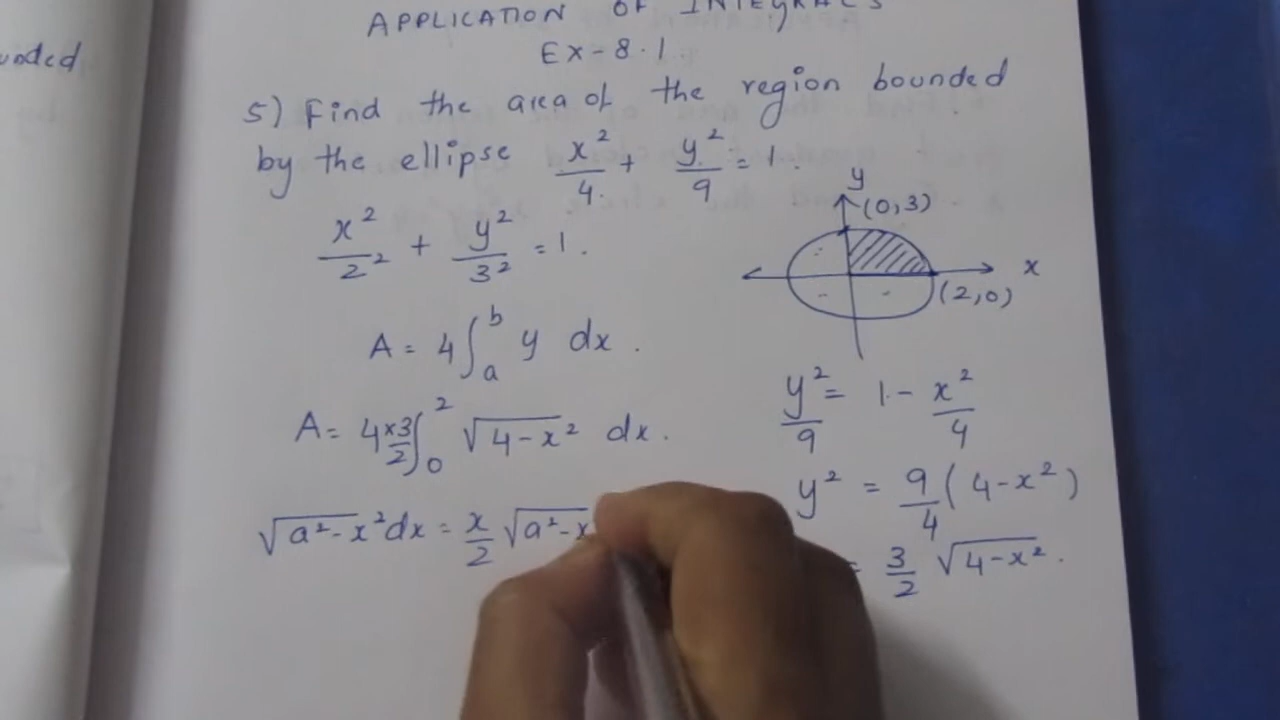 APPLICATION OF INTEGRALS
Ex-8.1
5) Find the area of the region bounded
by the ellipse x²/4 + y²/9 = 1.
x²/2² + y²/3² = 1.
y
(0,3)
x
(2,0)
A = 4∫ₐᵇ y dx.
A = 4×3/2 ∫₀² √(4-x²) dx.
√(a²-x²) dx = x/2 √(a²-x
y²/9 = 1 - x²/4
y² = 9/4 (4-x²)
= 3/2 √(4-x²).